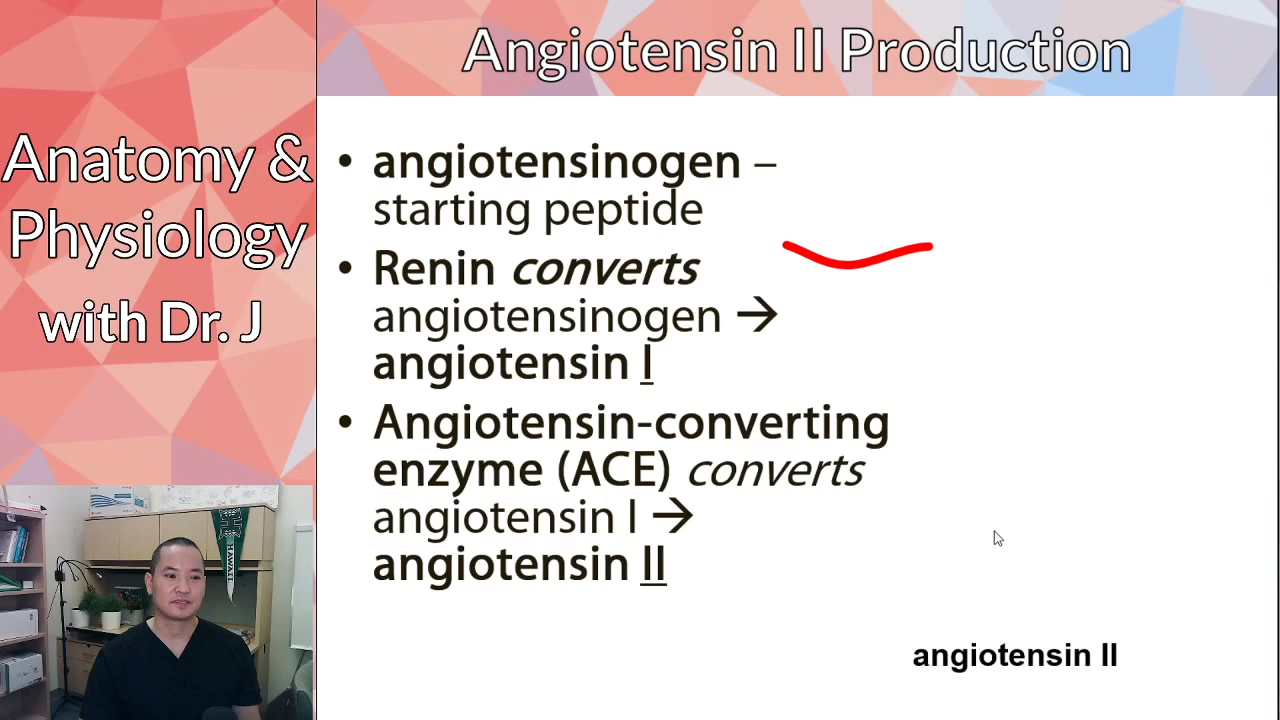 Angiotensin II Production
Anatomy &
Physiology
with Dr. J
• angiotensinogen –
starting peptide
• Renin converts
angiotensinogen →
angiotensin I
• Angiotensin-converting
enzyme (ACE) converts
angiotensin I →
angiotensin II
angiotensin II
HAWAII